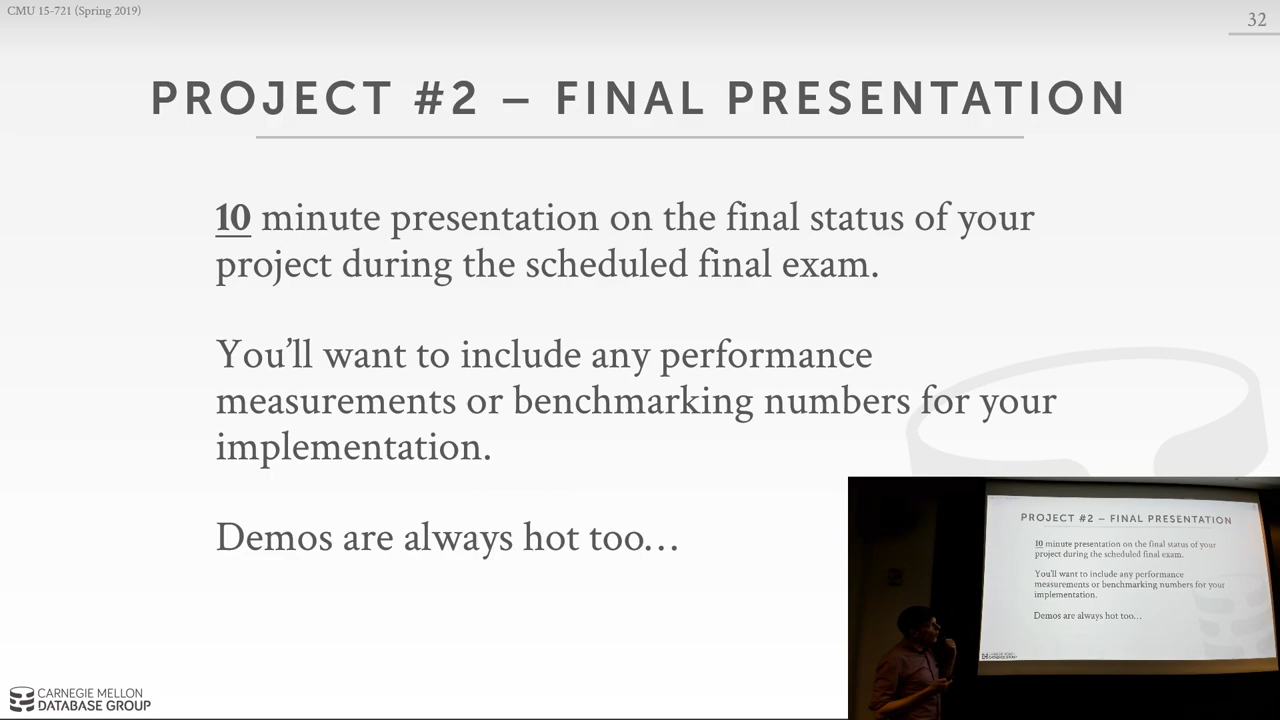 CMU 15-721 (Spring 2019)
32
PROJECT #2 – FINAL PRESENTATION
10 minute presentation on the final status of your
project during the scheduled final exam.
You’ll want to include any performance
measurements or benchmarking numbers for your
implementation.
Demos are always hot too…
CARNEGIE MELLON
DATABASE GROUP
PROJECT #2 – FINAL PRESENTATION
10 minute presentation on the final status of your
project during the scheduled final exam.
You’ll want to include any performance
measurements or benchmarking numbers for your
implementation.
Demos are always hot too…
CARNEGIE MELLON
DATABASE GROUP